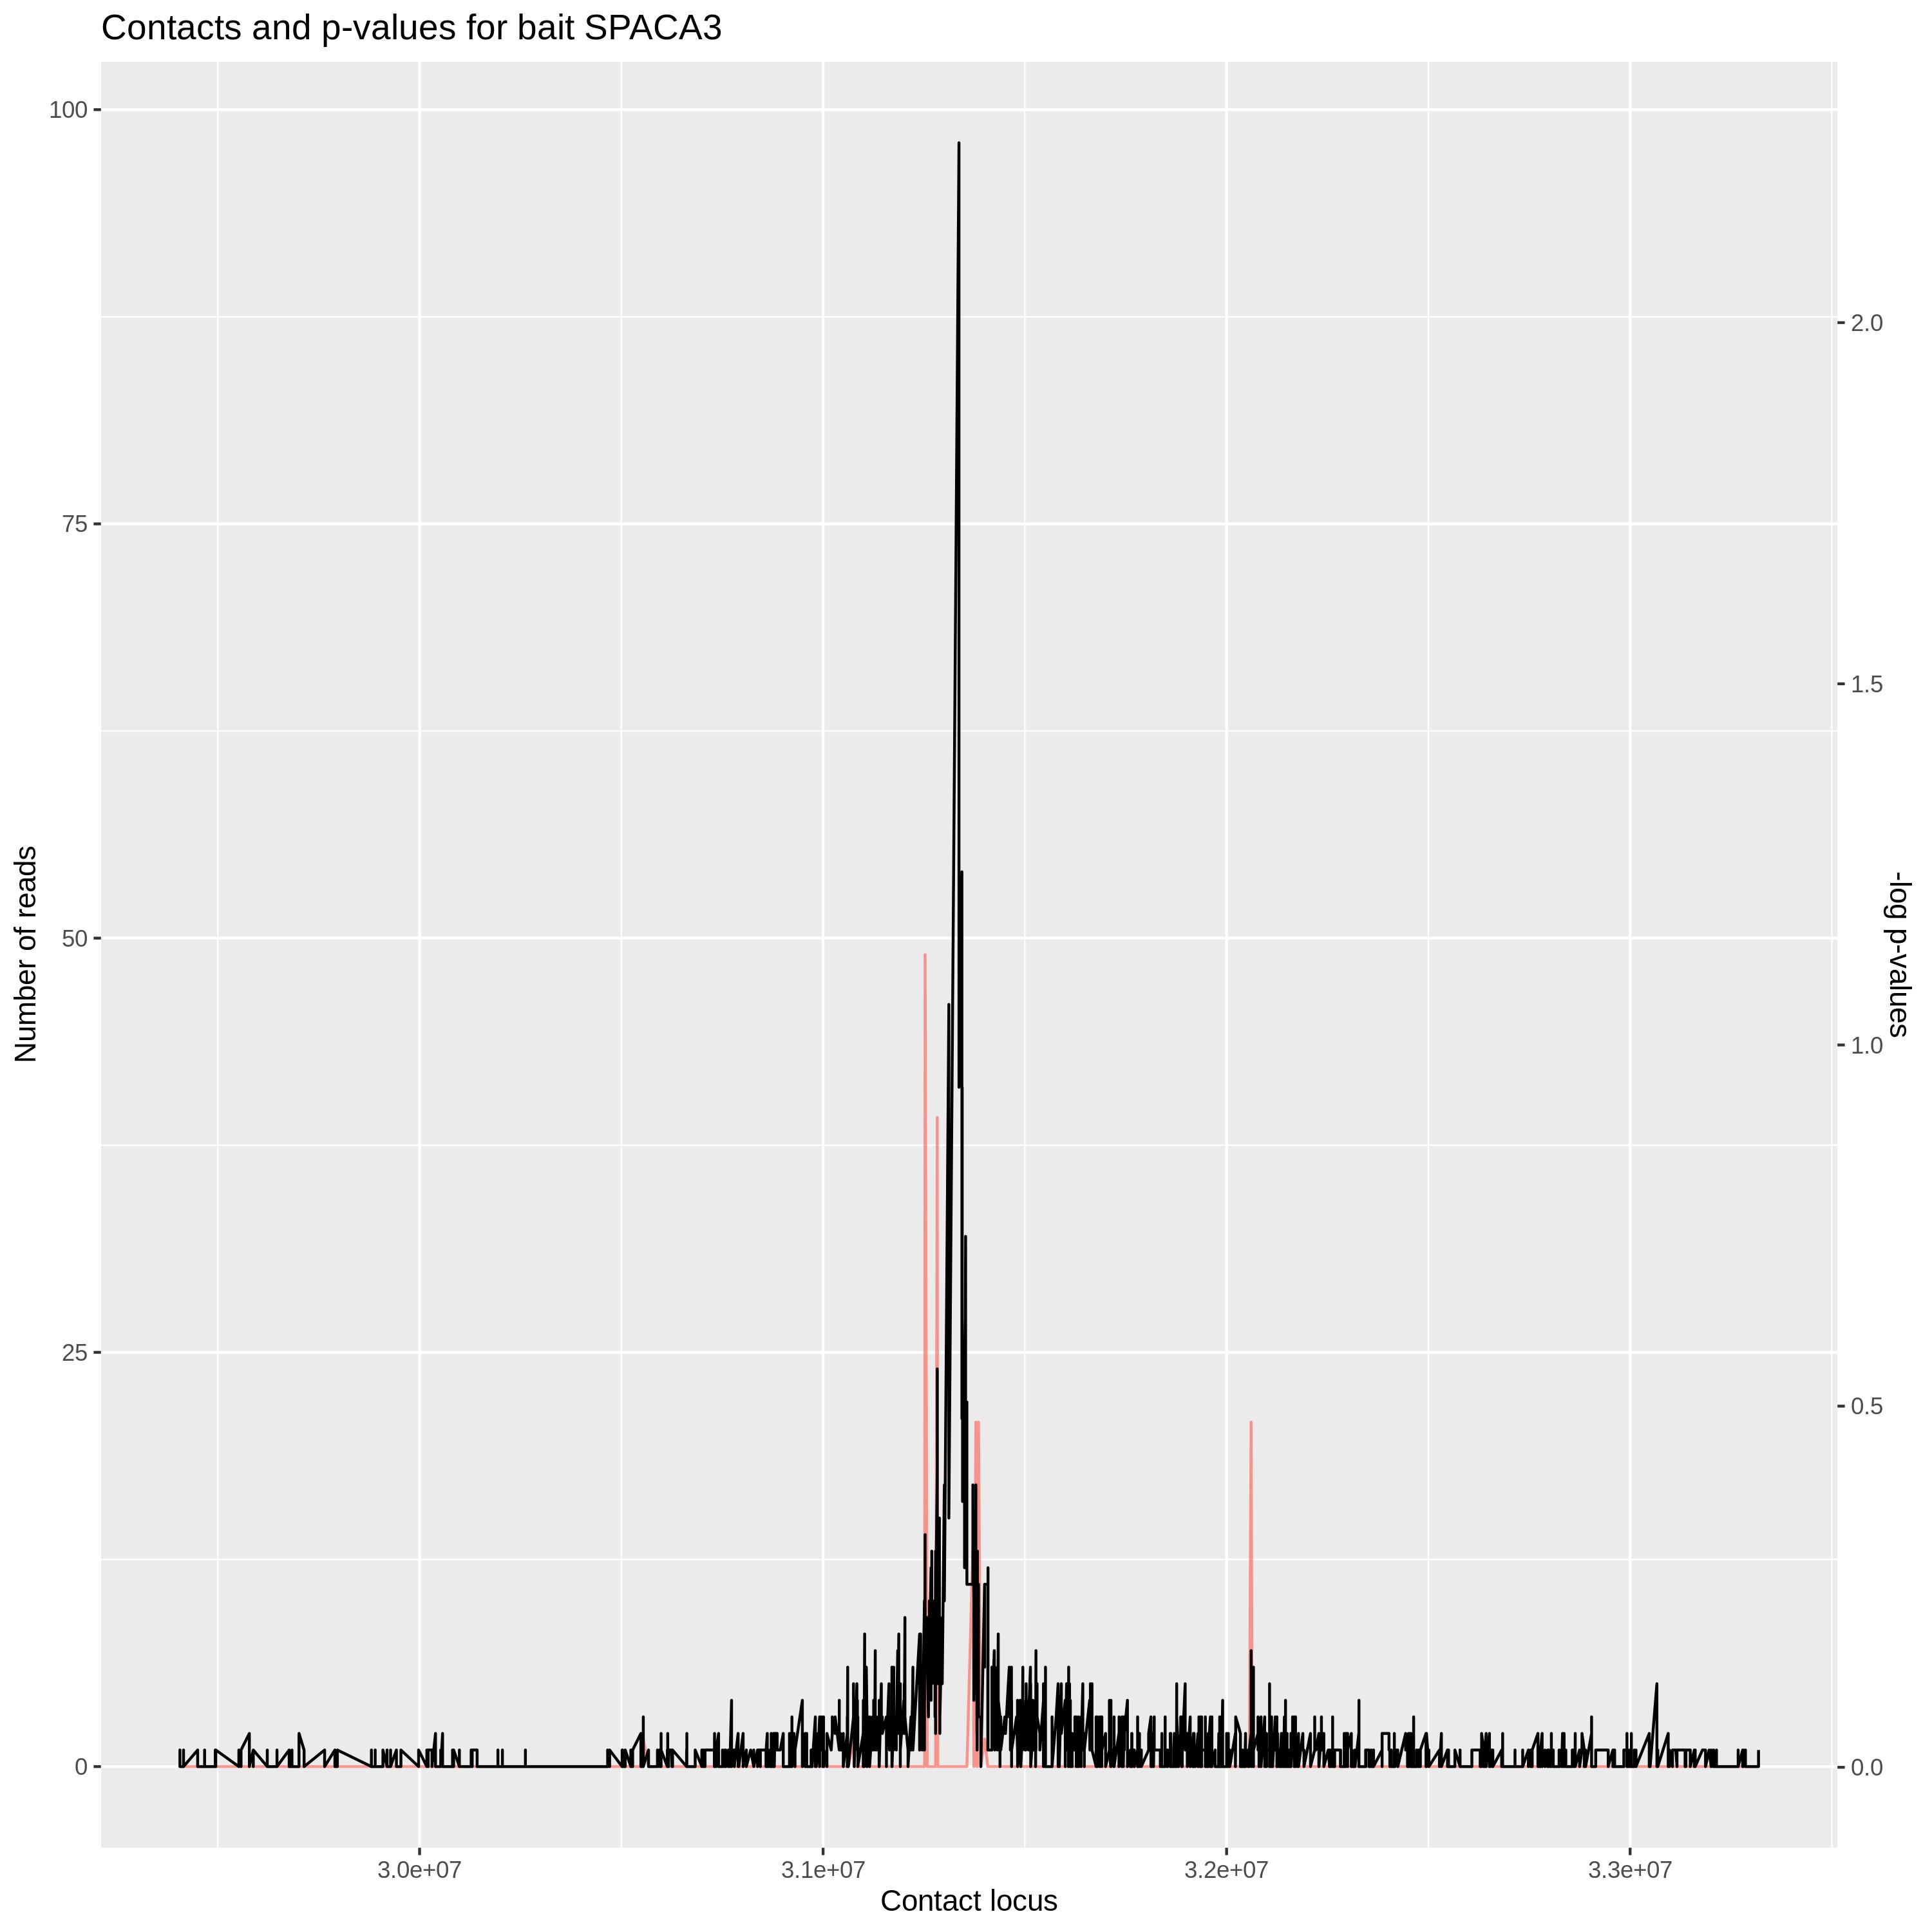 Contacts and p-values for bait SPACA3
100
75
50
25
0
Number of reads
2.0
1.5
1.0
0.5
0.0
-log p-values
3.0e+07
3.1e+07
3.2e+07
3.3e+07
Contact locus